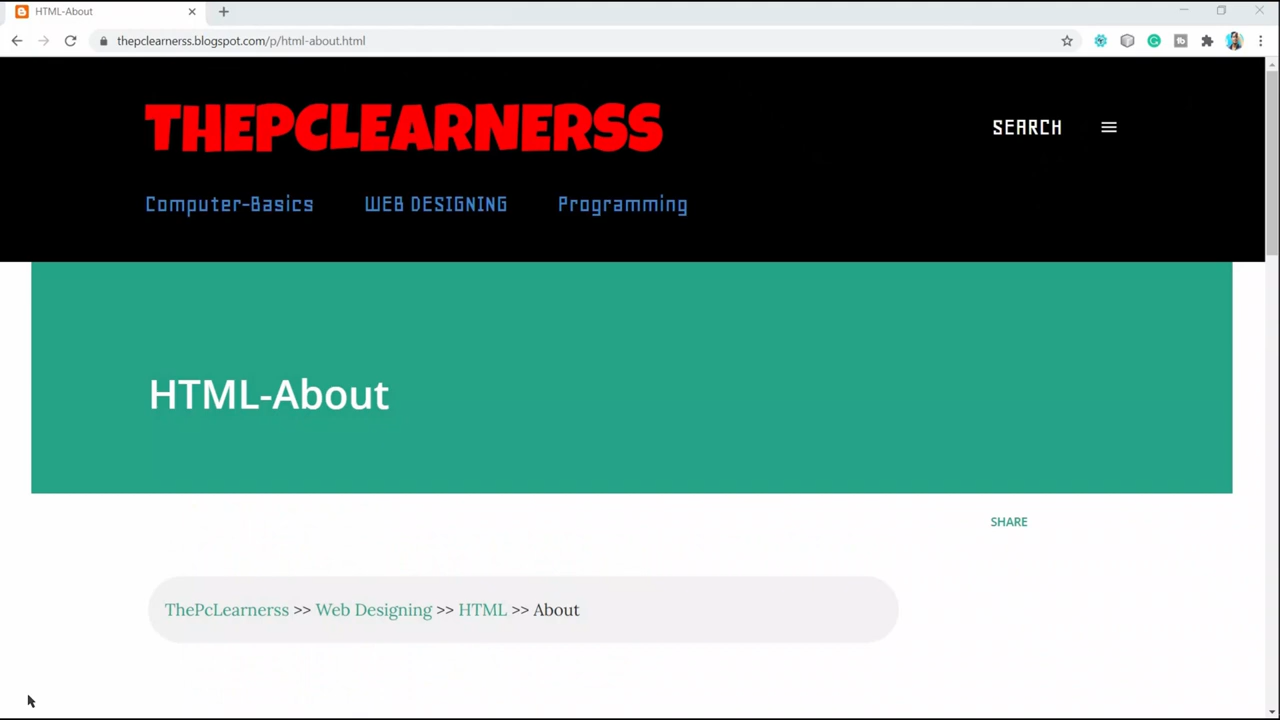 HTML-About
thepclearnerss.blogspot.com/p/html-about.html
THEPCLEARNERSS
SEARCH
Computer-Basics WEB DESIGNING Programming
HTML-About
SHARE
ThePcLearnerss >> Web Designing >> HTML >> About